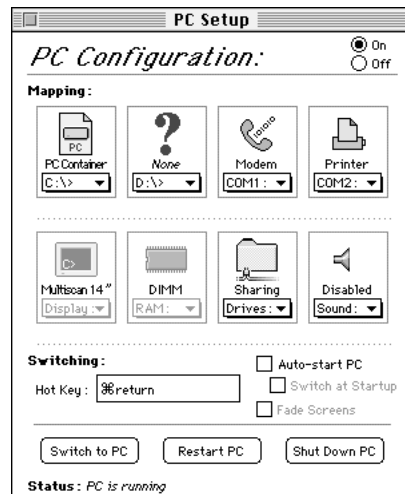 PC Setup
PC Configuration:
On
Off
Mapping:
PC
PC Container
None
Modem
Printer
C:\>
D:\>
COM1:
COM2:
C>
Multiscan 14"
DIMM
Sharing
Disabled
Display:
RAM:
Drives:
Sound:
Switching:
Auto-start PC
Hot Key: ⌘return
Switch at Startup
Fade Screens
Switch to PC
Restart PC
Shut Down PC
Status: PC is running